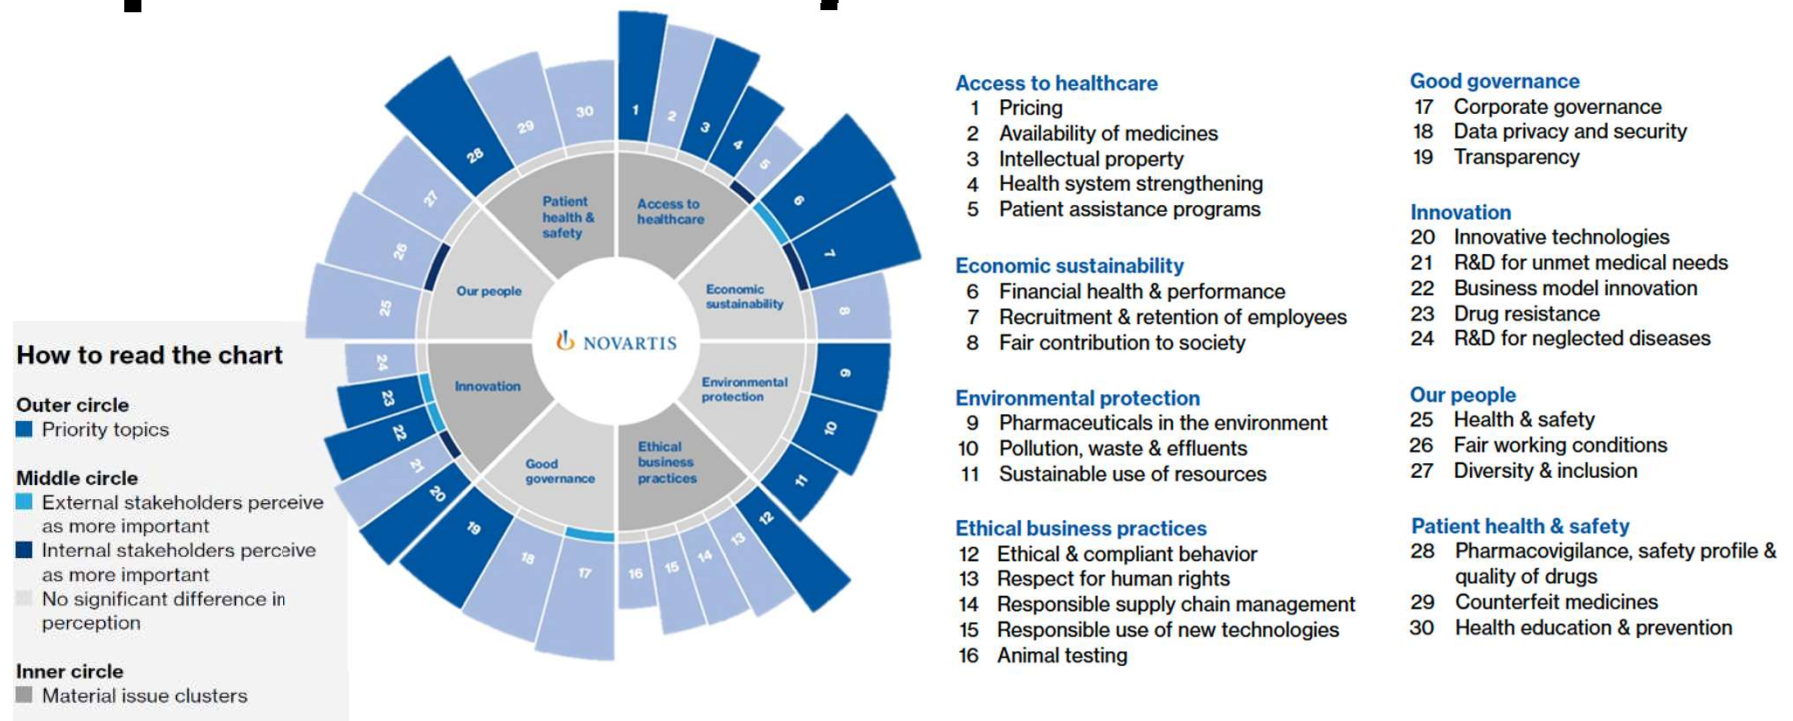 1
2
3
4
5
6
7
8
9
10
11
12
13
14
15
16
17
18
19
20
21
22
23
24
25
26
27
28
29
30
Patient
health &
safety
Access to
healthcare
Our people
Economic
sustainability
NOVARTIS
Innovation
Environmental
protection
Good
governance
Ethical
business
practices
How to read the chart
Outer circle
Priority topics
Middle circle
External stakeholders perceive
as more important
Internal stakeholders perceive
as more important
No significant difference in
perception
Inner circle
Material issue clusters
Access to healthcare
1 Pricing
2 Availability of medicines
3 Intellectual property
4 Health system strengthening
5 Patient assistance programs
Economic sustainability
6 Financial health & performance
7 Recruitment & retention of employees
8 Fair contribution to society
Environmental protection
9 Pharmaceuticals in the environment
10 Pollution, waste & effluents
11 Sustainable use of resources
Ethical business practices
12 Ethical & compliant behavior
13 Respect for human rights
14 Responsible supply chain management
15 Responsible use of new technologies
16 Animal testing
Good governance
17 Corporate governance
18 Data privacy and security
19 Transparency
Innovation
20 Innovative technologies
21 R&D for unmet medical needs
22 Business model innovation
23 Drug resistance
24 R&D for neglected diseases
Our people
25 Health & safety
26 Fair working conditions
27 Diversity & inclusion
Patient health & safety
28 Pharmacovigilance, safety profile &
quality of drugs
29 Counterfeit medicines
30 Health education & prevention